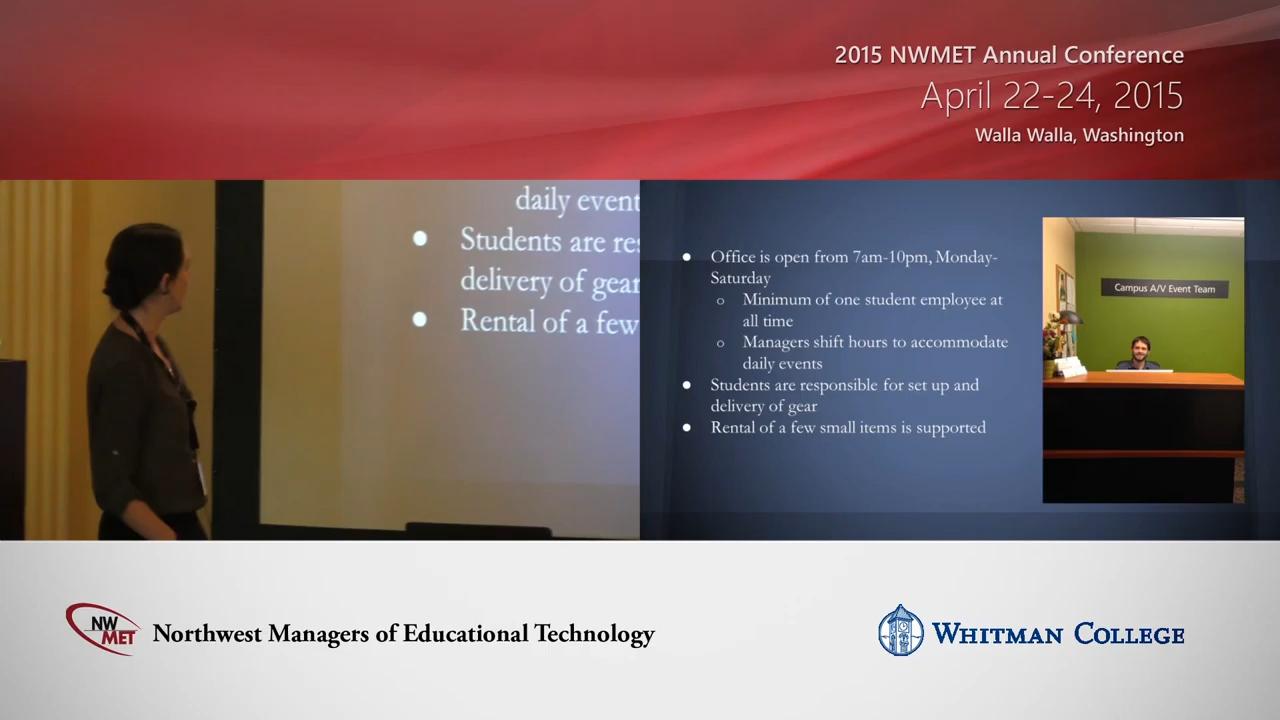 2015 NWMET Annual Conference
April 22-24, 2015
Walla Walla, Washington
daily event
● Students are res
delivery of gear
● Rental of a few
● Office is open from 7am-10pm, Monday-
Saturday
○ Minimum of one student employee at
all time
○ Managers shift hours to accommodate
daily events
● Students are responsible for set up and
delivery of gear
● Rental of a few small items is supported
Campus A/V Event Team
NW
MET
Northwest Managers of Educational Technology
WHITMAN COLLEGE